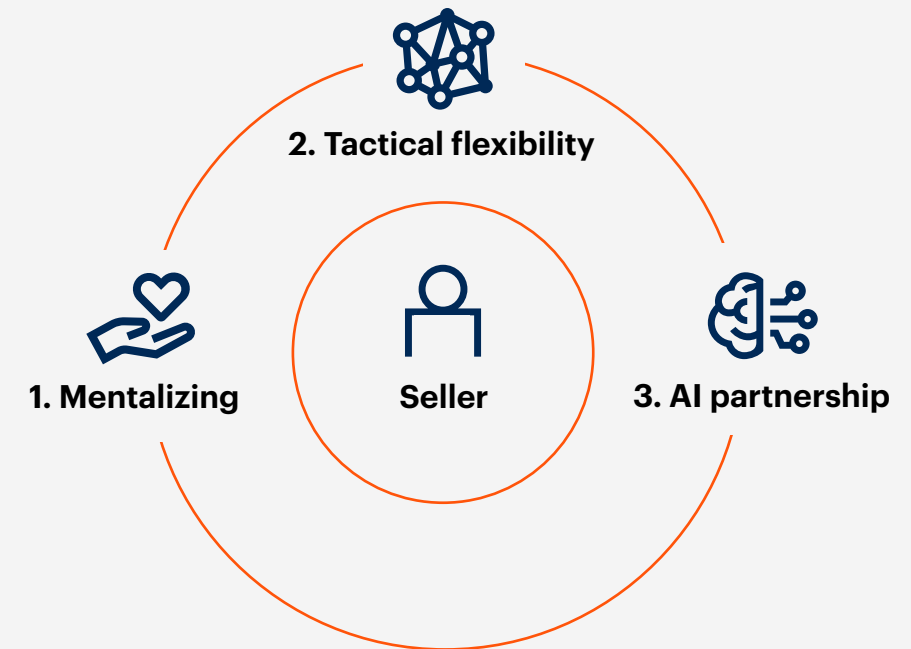 2. Tactical flexibility
1. Mentalizing
Seller
3. AI partnership